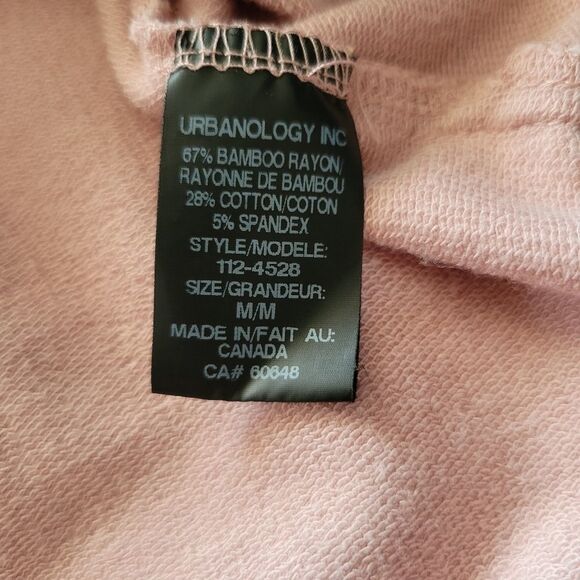 URBANOLOGY INC
67% BAMBOO RAYON/
RAYONNE DE BAMBOU
28% COTTON/COTON
5% SPANDEX
STYLE/MODELE:
112-4528
SIZE/GRANDEUR:
M/M
MADE IN/FAIT AU:
CANADA
CA# 60648